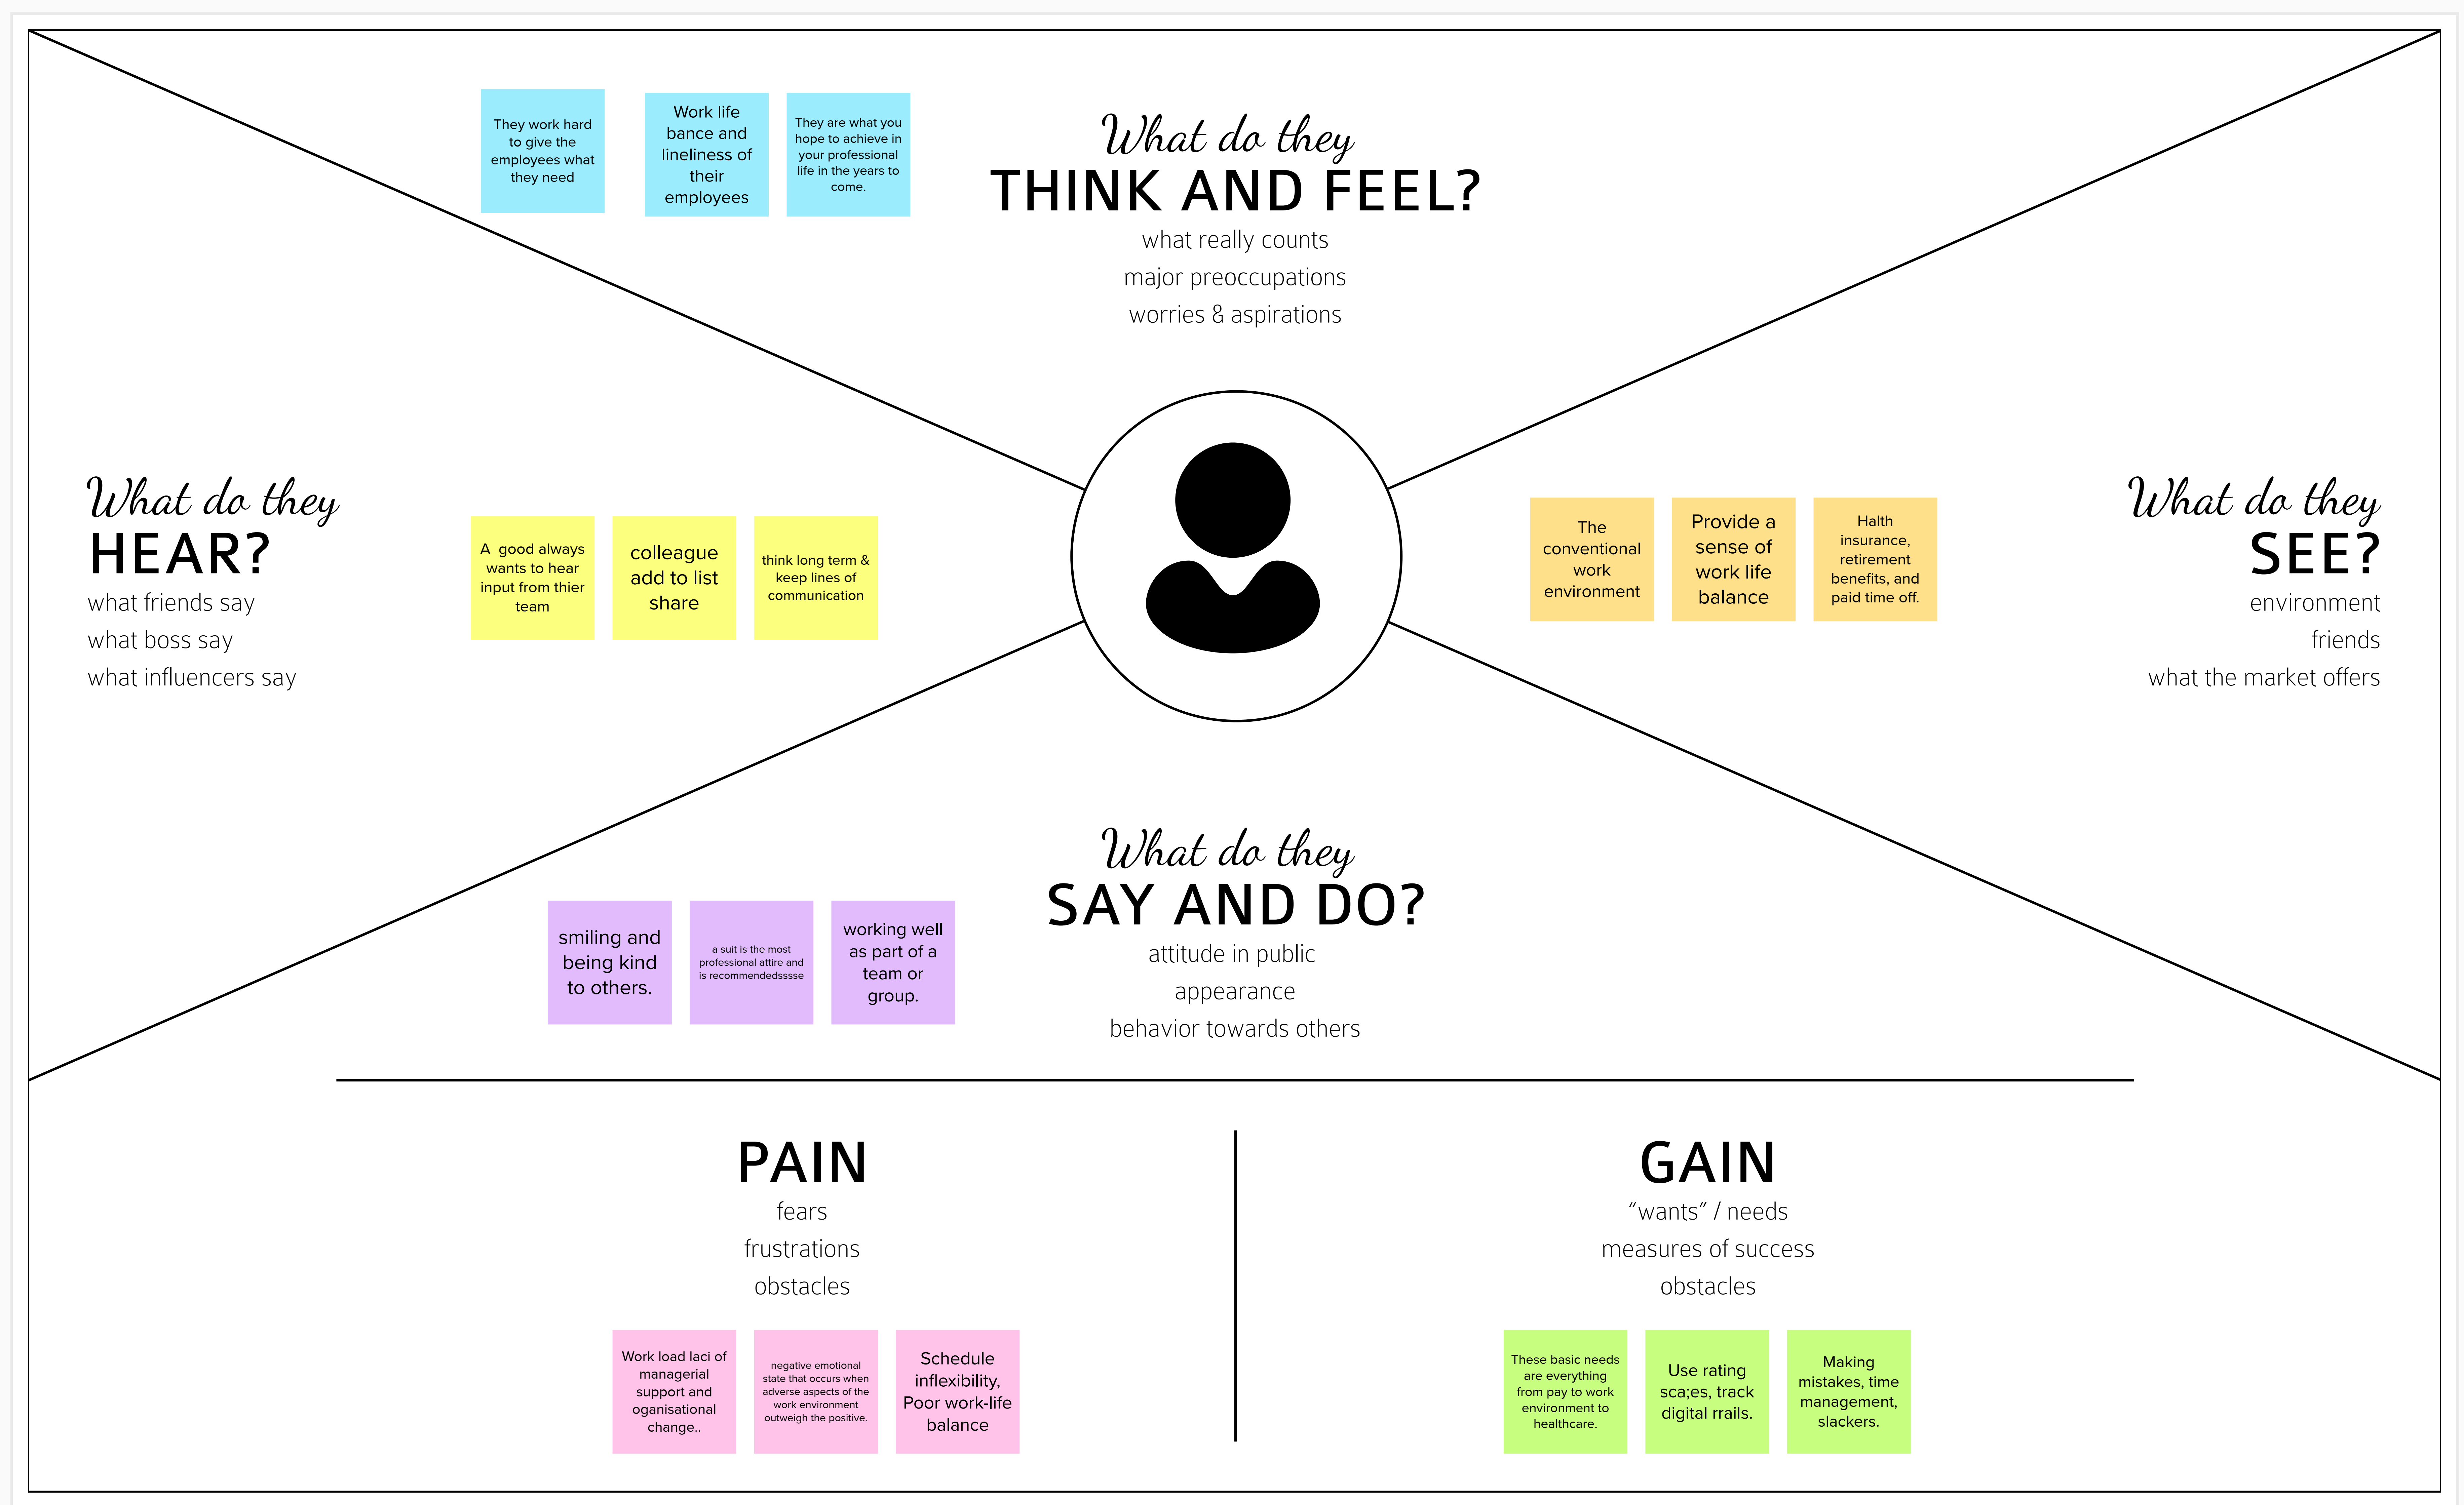 They work hard
to give the
employees what
they need
Work life
bance and
lineliness of
their
employees
They are what you
hope to achieve in
your professional
life in the years to
come.
What do they
THINK AND FEEL?
what really counts
major preoccupations
worries & aspirations
What do they
HEAR?
what friends say
what boss say
what influencers say
A  good always
wants to hear
input from thier
team
colleague
add to list
share
think long term &
keep lines of
communication
The
conventional
work
environment
Provide a
sense of
work life
balance
Halth
insurance,
retirement
benefits, and
paid time off.
What do they
SEE?
environment
friends
what the market offers
What do they
SAY AND DO?
attitude in public
appearance
behavior towards others
smiling and
being kind
to others.
a suit is the most
professional attire and
is recommendedsssse
working well
as part of a
team or
group.
PAIN
fears
frustrations
obstacles
Work load laci of
managerial
support and
oganisational
change..
negative emotional
state that occurs when
adverse aspects of the
work environment
outweigh the positive.
Schedule
inflexibility,
Poor work-life
balance
GAIN
“wants” / needs
measures of success
obstacles
These basic needs
are everything
from pay to work
environment to
healthcare.
Use rating
sca;es, track
digital rrails.
Making
mistakes, time
management,
slackers.